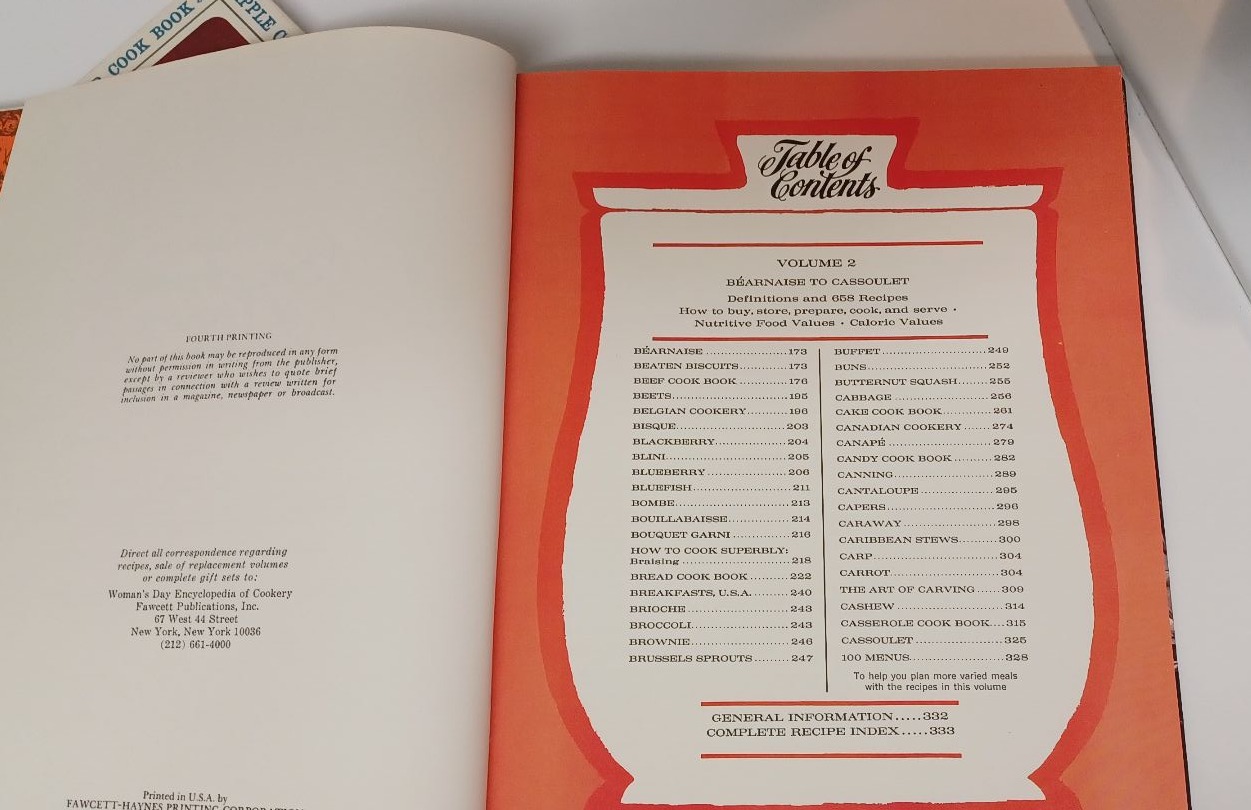 COOK BOOK
PPLE
FOURTH PRINTING
No part of this book may be reproduced in any form
without permission in writing from the publisher,
except by a reviewer who wishes to quote brief
passages in connection with a review written for
inclusion in a magazine, newspaper or broadcast.
Direct all correspondence regarding
recipes, sale of replacement volumes
or complete gift sets to:
Woman's Day Encyclopedia of Cookery
Fawcett Publications, Inc.
67 West 44 Street
New York, New York 10036
(212) 661-4000
Printed in U.S.A. by
FAWCETT-HAYNES PRINTING CORPORATION
Table of
Contents
VOLUME 2
BÉARNAISE TO CASSOULET
Definitions and 658 Recipes
How to buy, store, prepare, cook, and serve •
Nutritive Food Values • Caloric Values
BÉARNAISE ..................173
BEATEN BISCUITS...........173
BEEF COOK BOOK ...........176
BEETS..........................195
BELGIAN COOKERY.........196
BISQUE.........................203
BLACKBERRY.................204
BLINI............................205
BLUEBERRY ..................206
BLUEFISH......................211
BOMBE..........................213
BOUILLABAISSE..............214
BOUQUET GARNI .............216
HOW TO COOK SUPERBLY:
Braising ........................218
BREAD COOK BOOK .........222
BREAKFASTS, U.S.A. .........240
BRIOCHE .......................243
BROCCOLI......................243
BROWNIE.......................246
BRUSSELS SPROUTS .........247
BUFFET.........................249
BUNS............................252
BUTTERNUT SQUASH.......255
CABBAGE ......................256
CAKE COOK BOOK............261
CANADIAN COOKERY .......274
CANAPÉ ........................279
CANDY COOK BOOK .........282
CANNING.......................289
CANTALOUPE .................295
CAPERS.........................296
CARAWAY ......................298
CARIBBEAN STEWS.........300
CARP............................304
CARROT.........................304
THE ART OF CARVING ......309
CASHEW ........................314
CASSEROLE COOK BOOK....315
CASSOULET ....................325
100 MENUS.....................328
To help you plan more varied meals
with the recipes in this volume
GENERAL INFORMATION.....332
COMPLETE RECIPE INDEX.....333